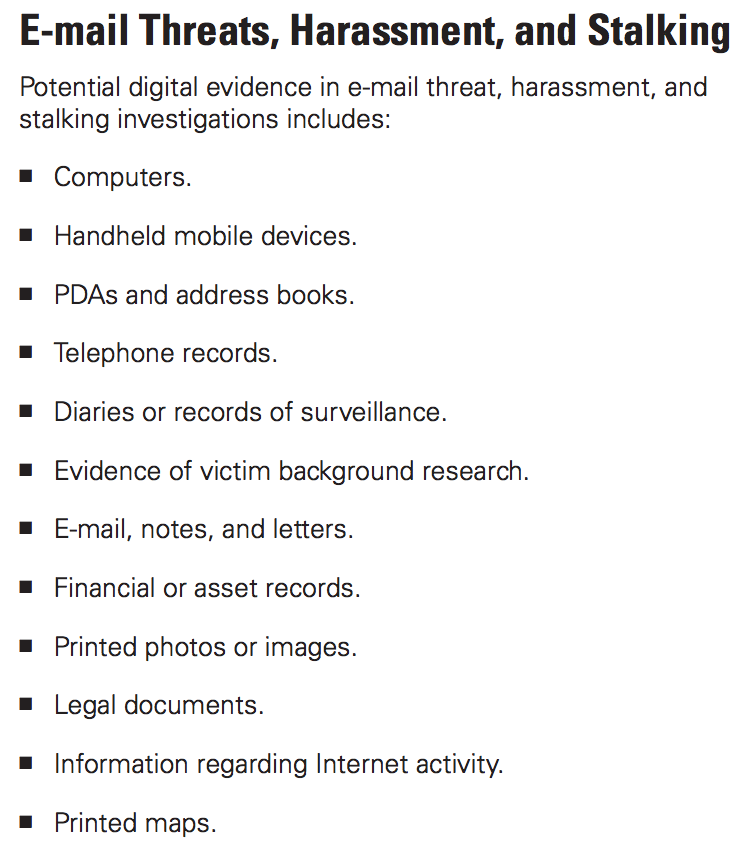 E-mail Threats, Harassment, and Stalking
Potential digital evidence in e-mail threat, harassment, and
stalking investigations includes:
■ Computers.
■ Handheld mobile devices.
■ PDAs and address books.
■ Telephone records.
■ Diaries or records of surveillance.
■ Evidence of victim background research.
■ E-mail, notes, and letters.
■ Financial or asset records.
■ Printed photos or images.
■ Legal documents.
■ Information regarding Internet activity.
■ Printed maps.